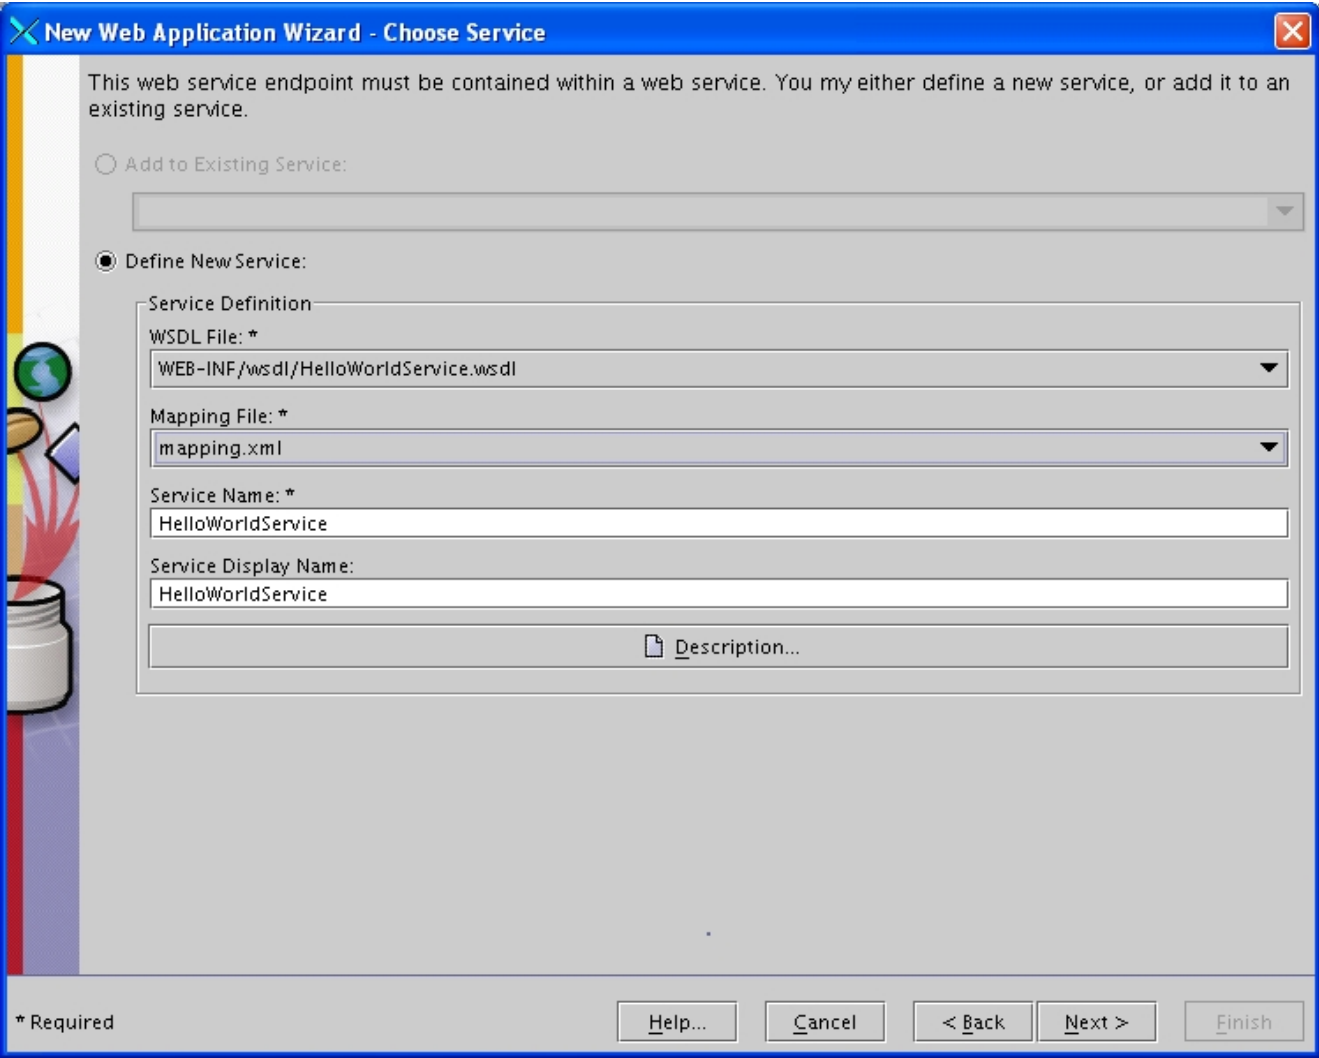 New Web Application Wizard - Choose Service
This web service endpoint must be contained within a web service. You my either define a new service, or add it to an
existing service.
Add to Existing Service:
Define New Service:
Service Definition
WSDL File: *
WEB-INF/wsdl/HelloWorldService.wsdl
Mapping File: *
mapping.xml
Service Name: *
HelloWorldService
Service Display Name:
HelloWorldService
Description...
* Required
Help...
Cancel
< Back
Next >
Finish